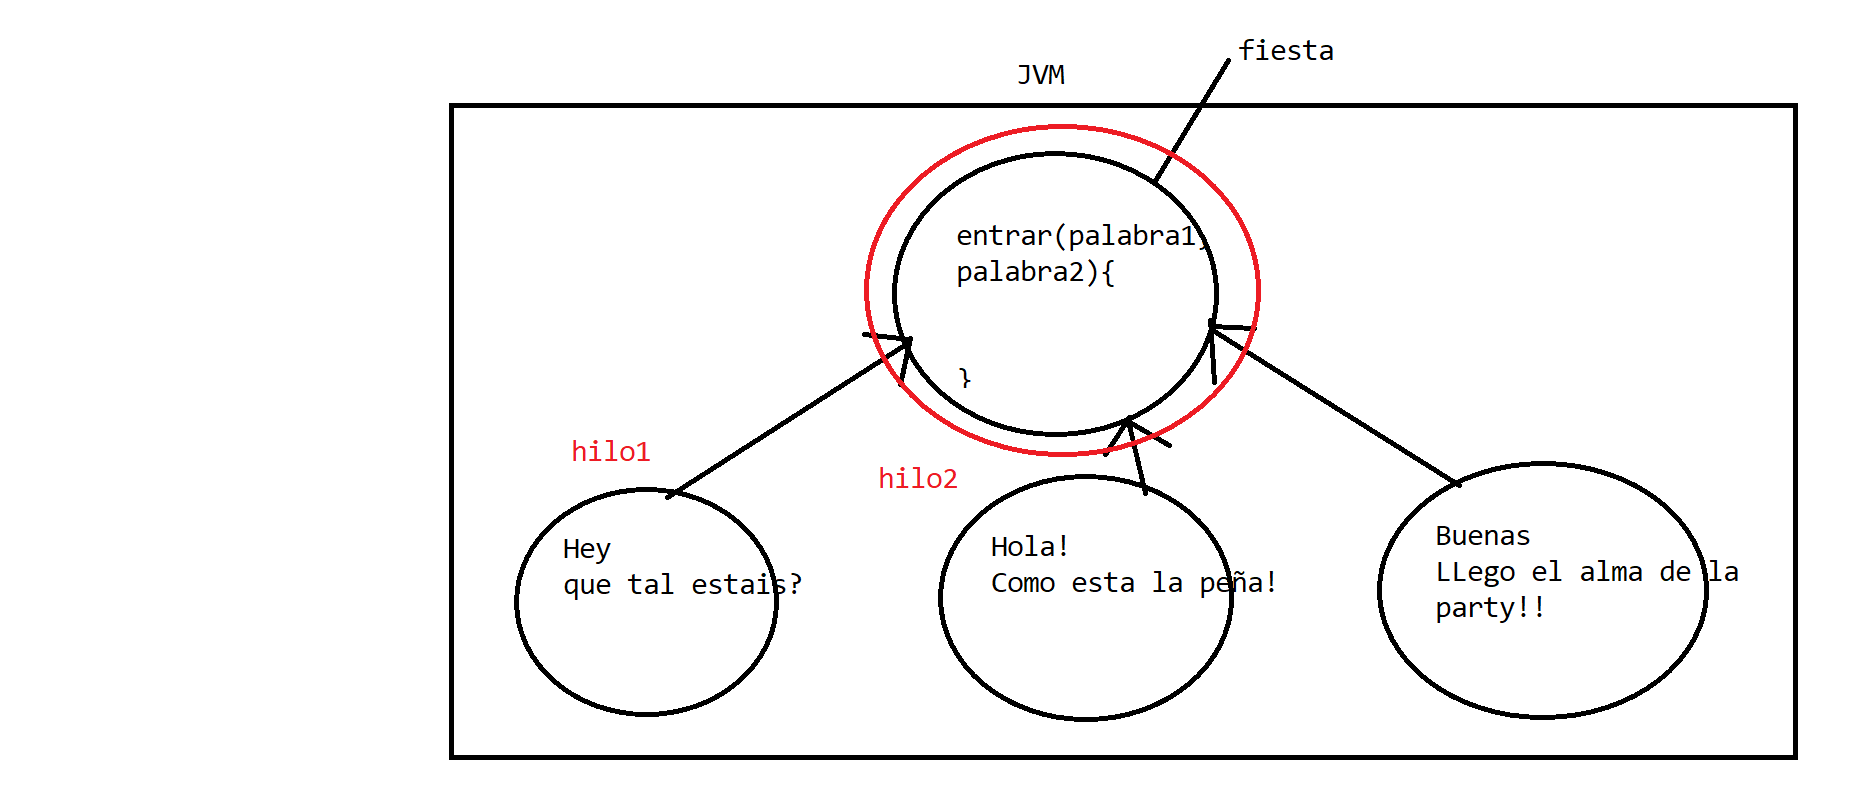 fiesta
JVM
entrar(palabra1,
palabra2){
}
hilo1
hilo2
Hey
que tal estais?
Hola!
Como esta la peña!
Buenas
LLego el alma de la
party!!